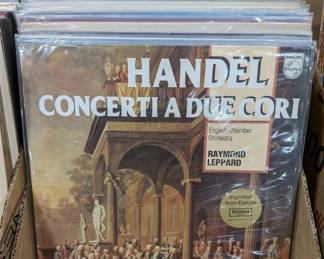 PHILIPS
HANDEL
CONCERTI A DUE CORI
English Chamber
Orchestra
RAYMOND
LEPPARD
Imported
from Europe